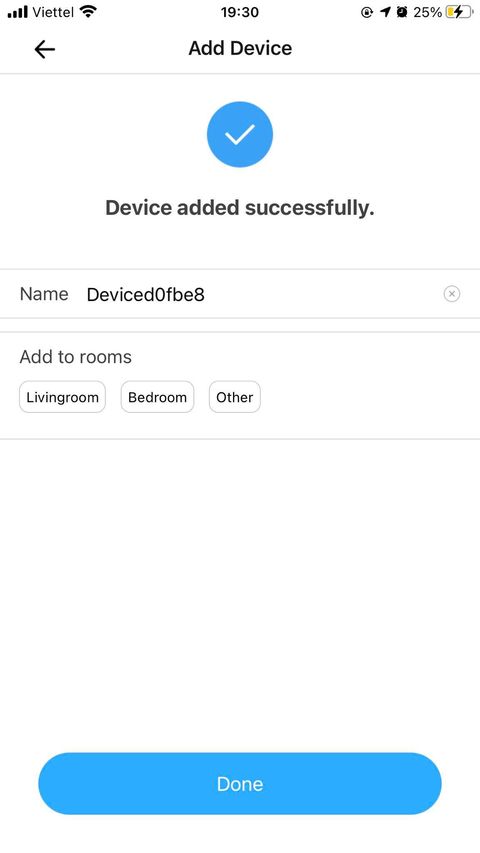 Viettel 19:30 25%
Add Device
Device added successfully.
Name Deviced0fbe8
Add to rooms
Livingroom Bedroom Other
Done